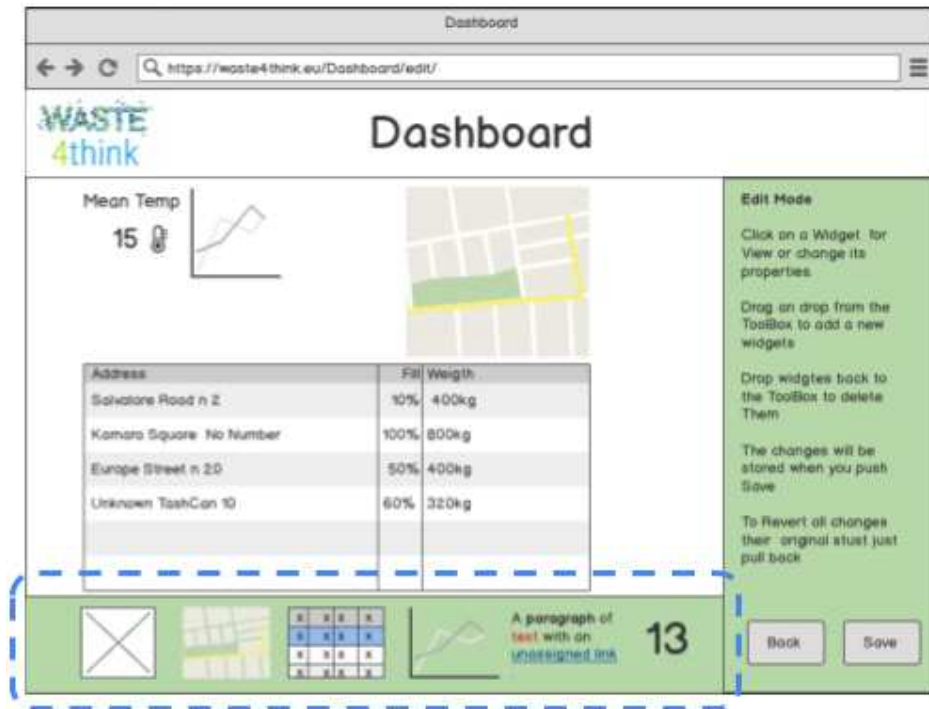 Dashboard
https://waste4think.eu/Dashboard/edit/
WASTE
4think
Dashboard
Mean Temp
15
Address Fill Weigth
Salvatore Road n 2 10% 400kg
Kamara Square No Number 100% 800kg
Europe Street n 20 50% 400kg
Unknown TashCan 10 60% 320kg
Edit Mode
Click on a Widget for
View or change its
properties
Drag an drop from the
ToolBox to add a new
widgets
Drop widgtes back to
the ToolBox to delete
Them
The changes will be
stored when you push
Save
To Revert all changes
their original stust just
pull back
x x x x
x x x x
x x x x
x x x x
A paragraph of
text with an
unassigned link
13
Back
Save